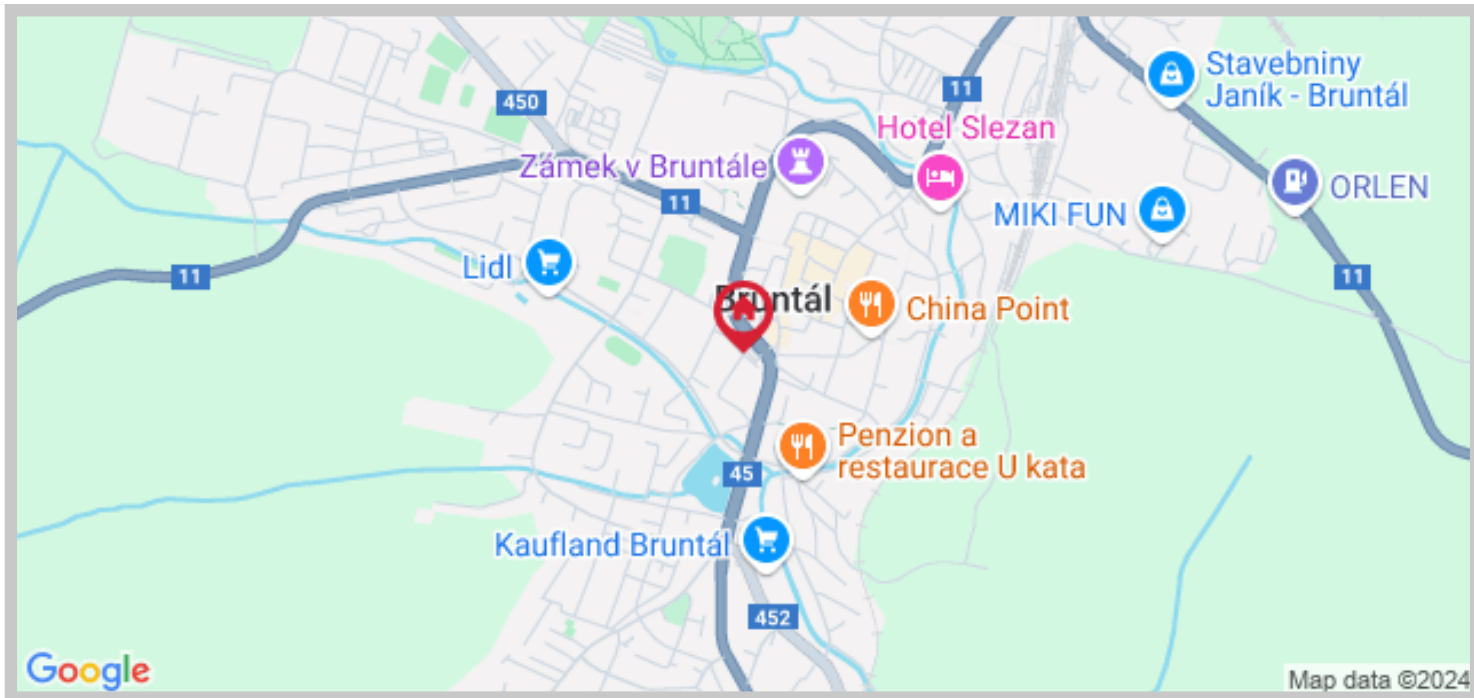 Stavebniny
Janík - Bruntál
11
450
Hotel Slezan
Zámek v Bruntále
ORLEN
11
MIKI FUN
Lidl
11
11
Bruntál
China Point
Penzion a
restaurace U kata
45
Kaufland Bruntál
452
Google
Map data ©2024